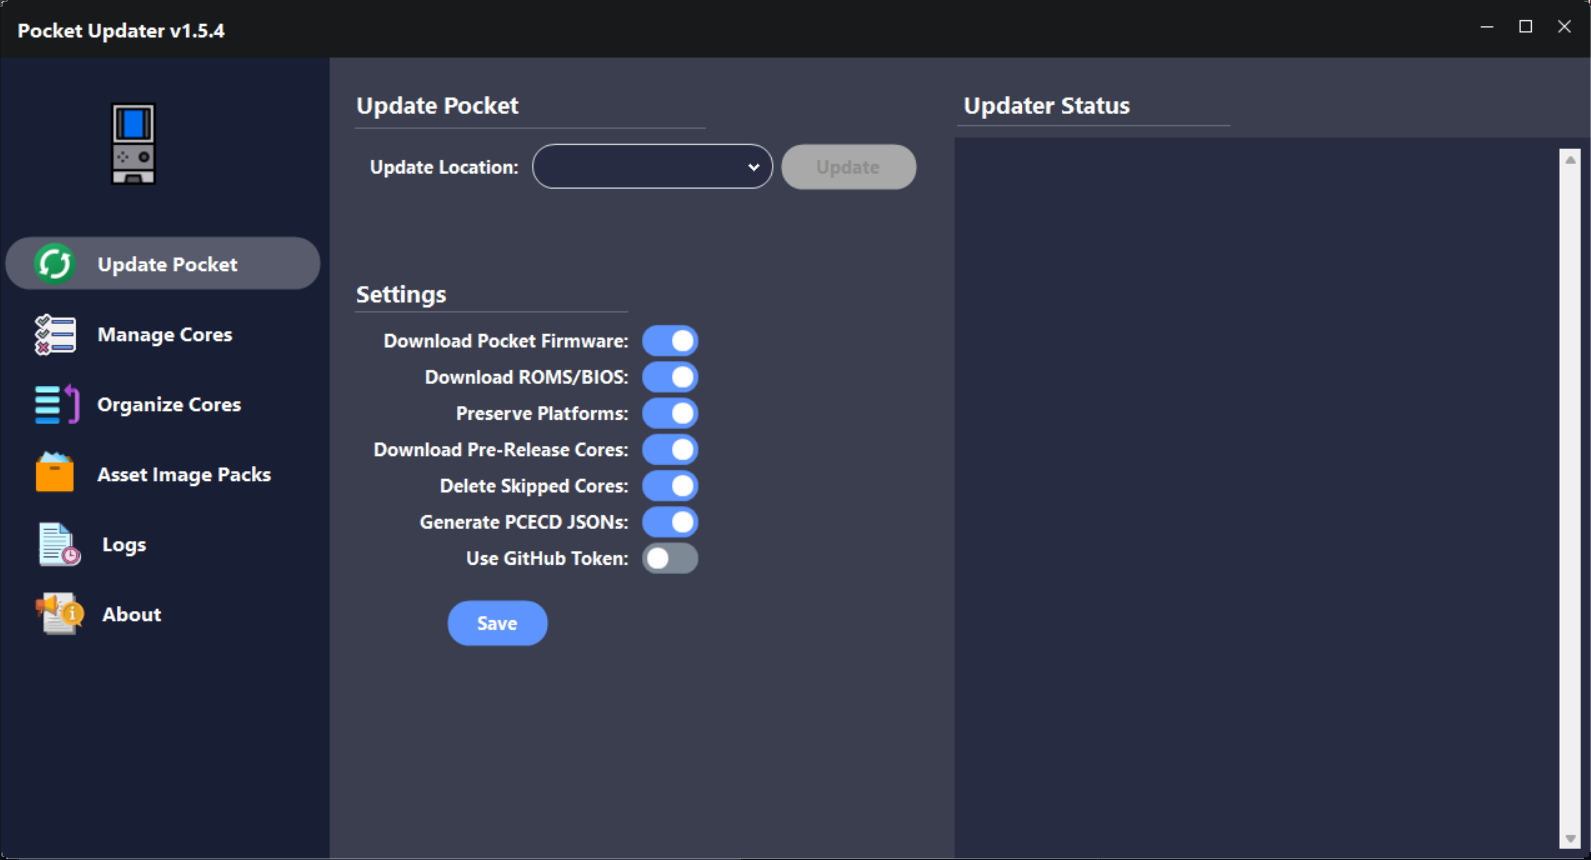 Pocket Updater v1.5.4
Update Pocket
Manage Cores
Organize Cores
Asset Image Packs
Logs
About
Update Pocket
Update Location:
Update
Settings
Download Pocket Firmware:
Download ROMS/BIOS:
Preserve Platforms:
Download Pre-Release Cores:
Delete Skipped Cores:
Generate PCECD JSONs:
Use GitHub Token:
Save
Updater Status